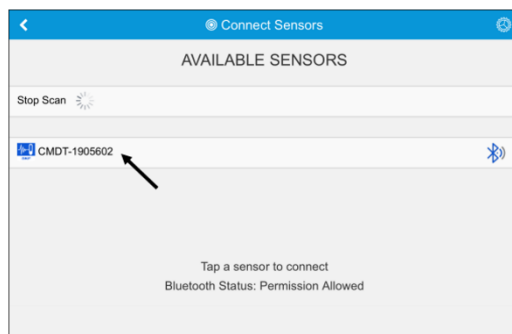 Connect Sensors
AVAILABLE SENSORS
Stop Scan
CMDT-1905602
Tap a sensor to connect
Bluetooth Status: Permission Allowed